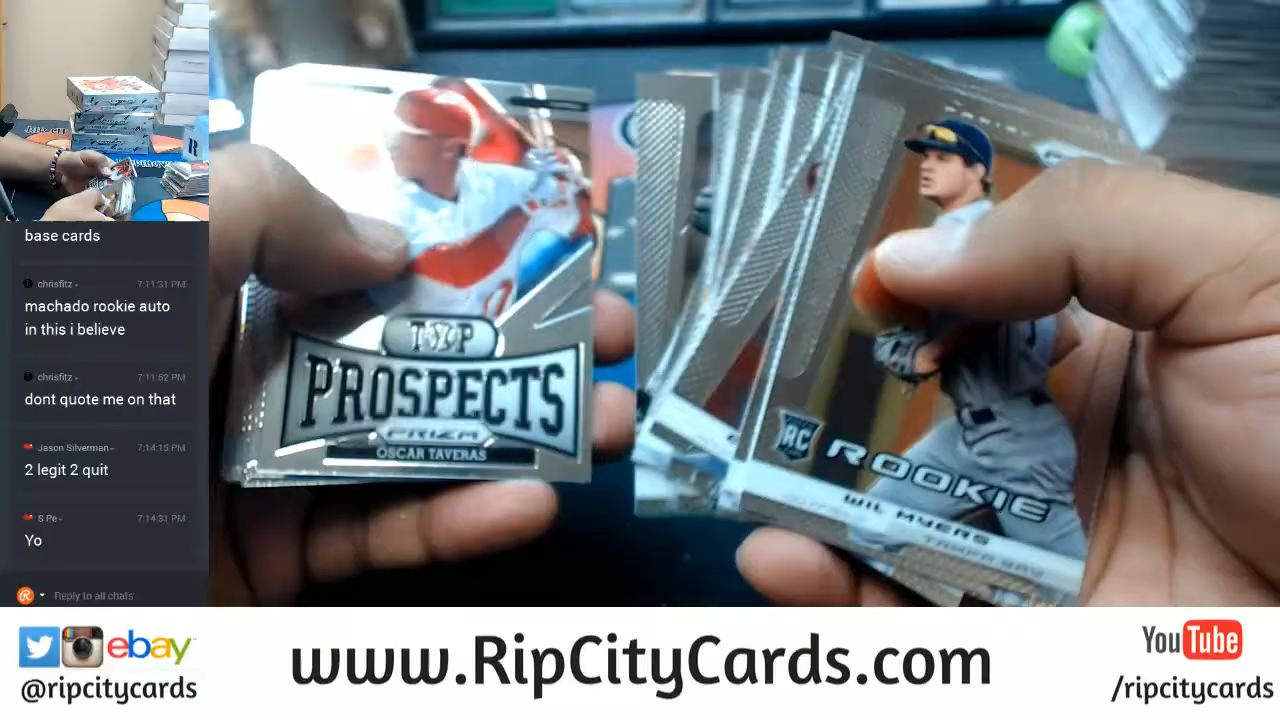 base cards
chrisfitz -
7:11:31 PM
machado rookie auto
in this i believe
chrisfitz -
7:11:52 PM
dont quote me on that
Jason Silverman -
7:14:15 PM
2 legit 2 quit
S Pe -
7:14:31 PM
Yo
Reply to all chats
TOP
PROSPECTS
PRIZM
OSCAR TAVERAS
RC
ROOKIE
WIL MYERS
TAMPA BAY
ebay
@ripcitycards
www.RipCityCards.com
YouTube
/ripcitycards